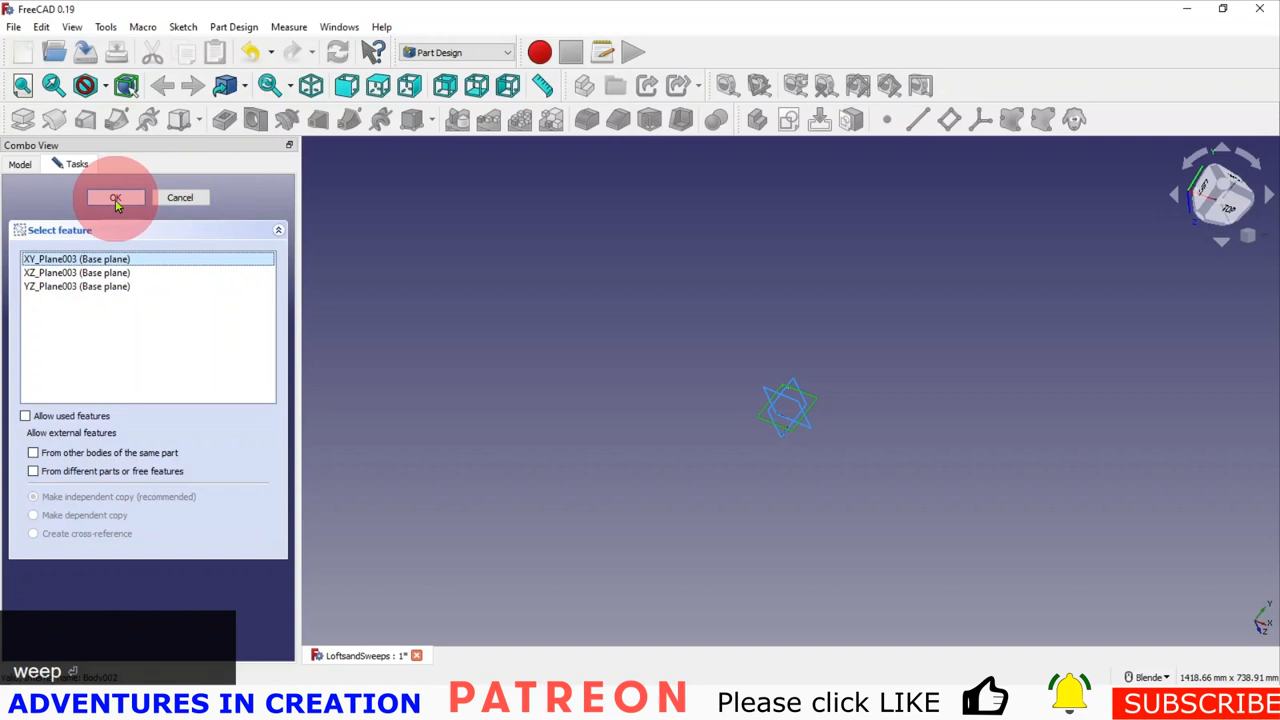 FreeCAD 0.19
File Edit View Tools Macro Sketch Part Design Measure Windows Help
Part Design
Combo View
Model Tasks
OK Cancel
Select feature
XY_Plane003 (Base plane)
XZ_Plane003 (Base plane)
YZ_Plane003 (Base plane)
Allow used features
Allow external features
From other bodies of the same part
From different parts or free features
Make independent copy (recommended)
Make dependent copy
Create cross-reference
TOP
Y
X
Z
LoftsandSweeps : 1*
weep
Body002
Blende 1418.66 mm x 738.91 mm
ADVENTURES IN CREATION PATREON Please click LIKE SUBSCRIBE